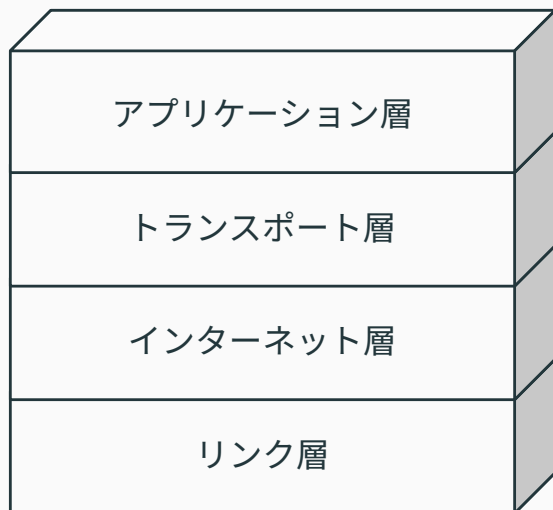 アプリケーション層
トランスポート層
インターネット層
リンク層